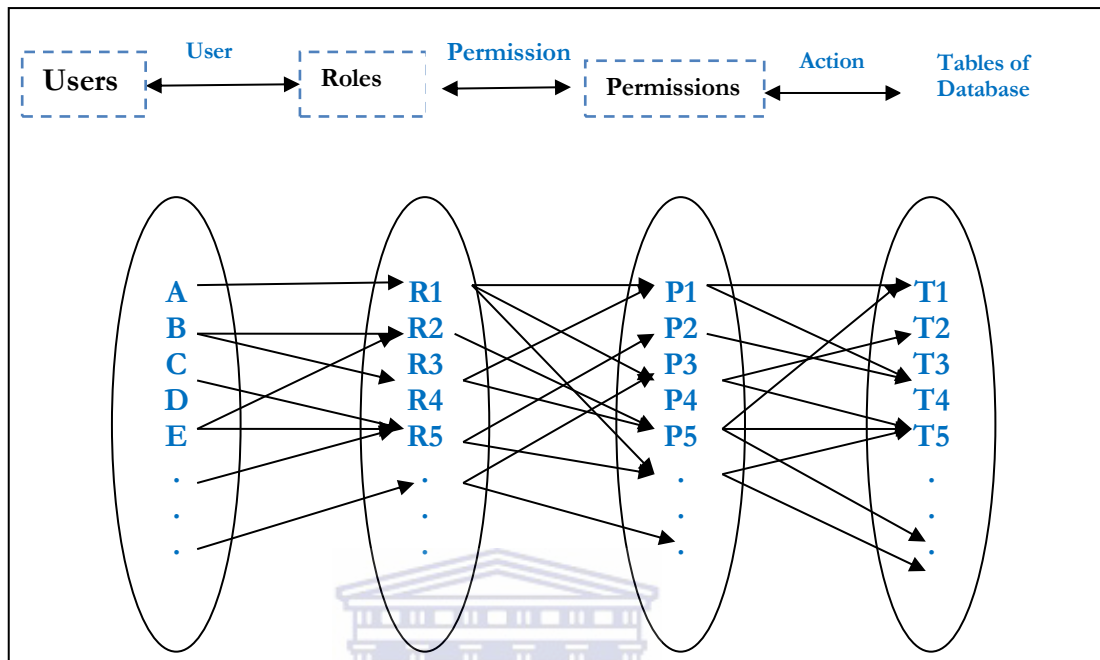 User
Permission
Action
Users
Roles
Permissions
Tables of
Database
A
B
C
D
E
.
.
.
R1
R2
R3
R4
R5
.
.
.
P1
P2
P3
P4
P5
.
.
.
T1
T2
T3
T4
T5
.
.
.